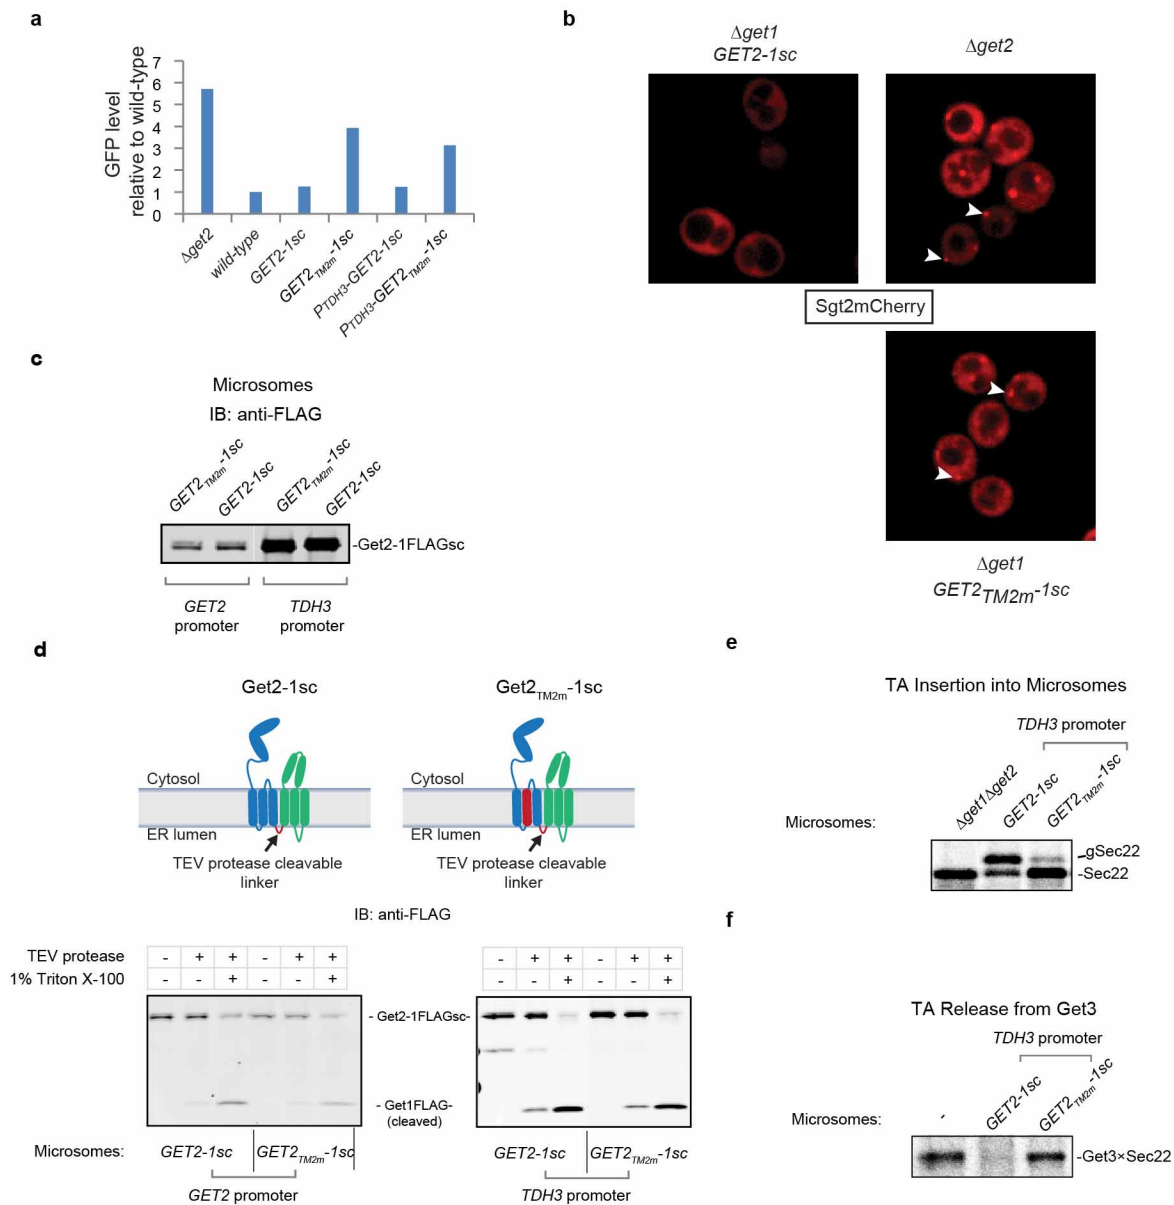 a
GFP level
relative to wild-type
7
6
5
4
3
2
1
0
Δget2
wild-type
GET2-1sc
GET2TM2m-1sc
PTDH3-GET2-1sc
PTDH3-GET2TM2m-1sc
b
Δget1
GET2-1sc
Δget2
Sgt2mCherry
Δget1
GET2TM2m-1sc
c
Microsomes
IB: anti-FLAG
GET2TM2m-1sc
GET2-1sc
GET2TM2m-1sc
GET2-1sc
-Get2-1FLAGsc
GET2
promoter
TDH3
promoter
d
Get2-1sc
Get2TM2m-1sc
Cytosol
ER lumen
TEV protease cleavable
linker
Cytosol
ER lumen
TEV protease cleavable
linker
IB: anti-FLAG
TEV protease - + + - + +
1% Triton X-100 - - + - - +
- + + - + +
- - + - - +
- Get2-1FLAGsc-
- Get1FLAG-
(cleaved)
Microsomes: GET2-1sc GET2TM2m-1sc
GET2 promoter
GET2-1sc GET2TM2m-1sc
TDH3 promoter
e
TA Insertion into Microsomes
TDH3 promoter
Microsomes:
Δget1Δget2
GET2-1sc
GET2TM2m-1sc
-gSec22
-Sec22
f
TA Release from Get3
TDH3 promoter
Microsomes:
-
GET2-1sc
GET2TM2m-1sc
-Get3×Sec22